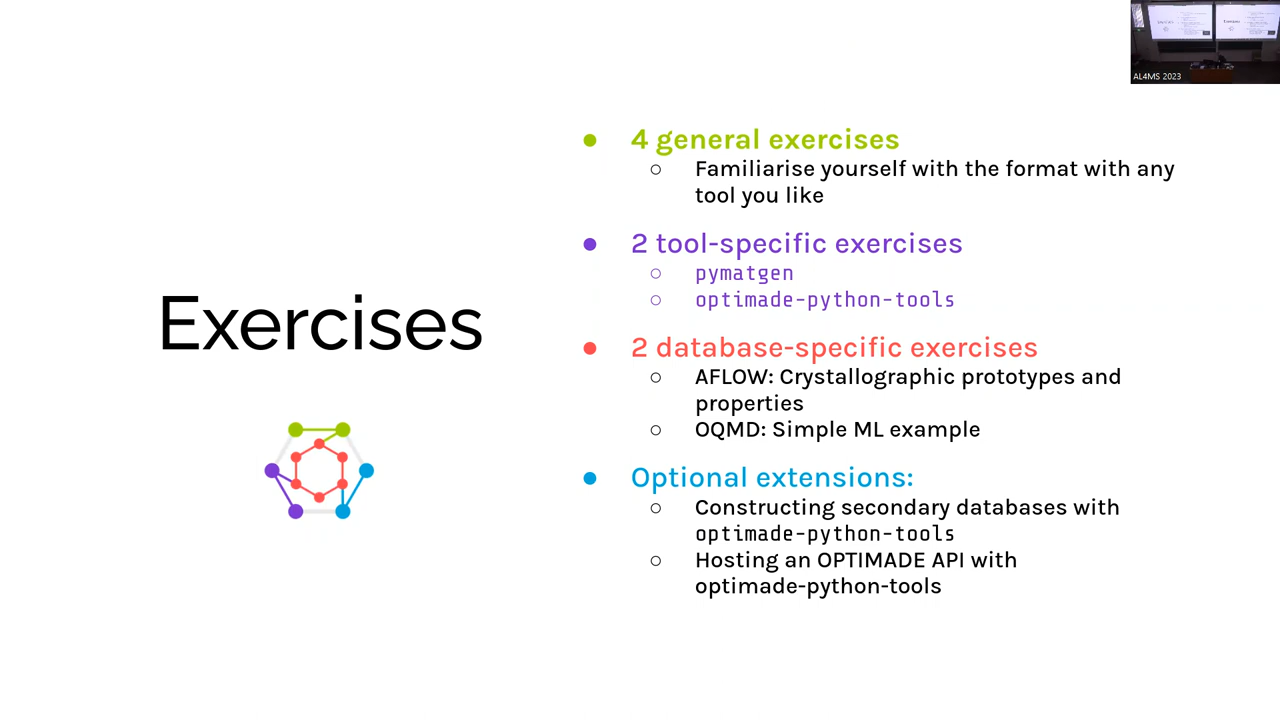 AL4MS 2023
Exercises
● 4 general exercises
○ Familiarise yourself with the format with any
tool you like
● 2 tool-specific exercises
○ pymatgen
○ optimade-python-tools
● 2 database-specific exercises
○ AFLOW: Crystallographic prototypes and
properties
○ OQMD: Simple ML example
● Optional extensions:
○ Constructing secondary databases with
optimade-python-tools
○ Hosting an OPTIMADE API with
optimade-python-tools